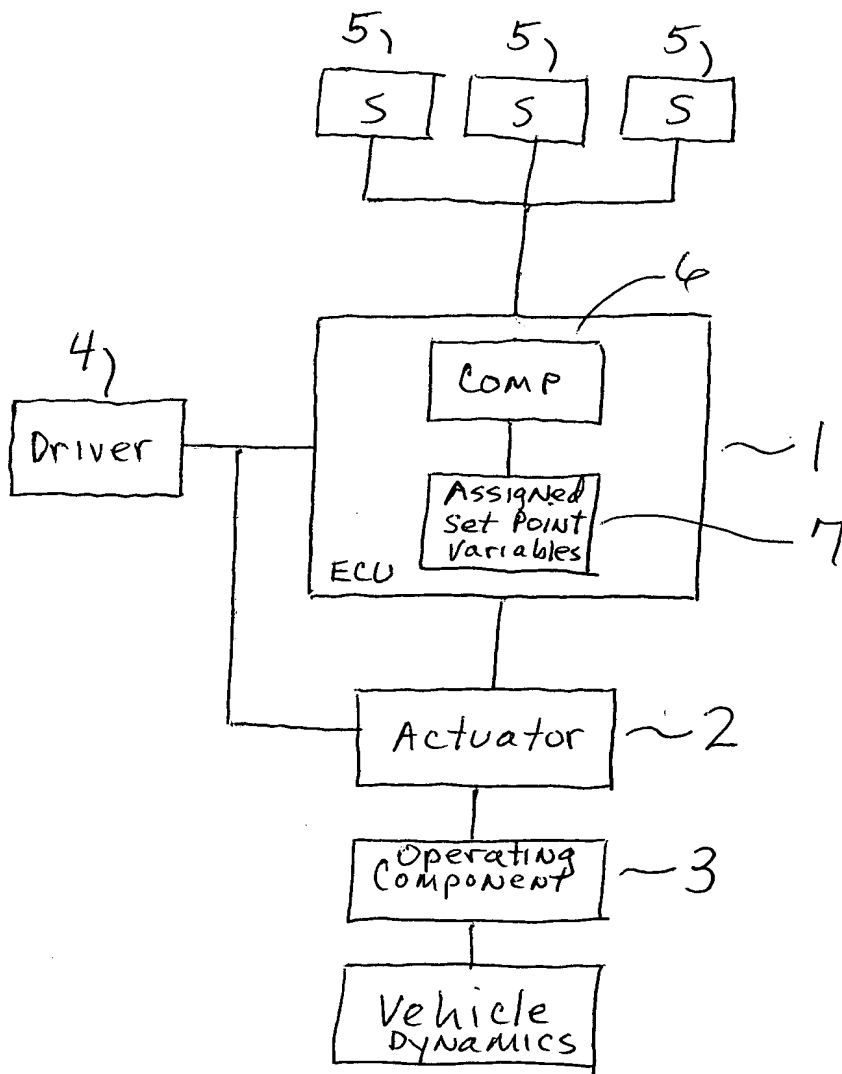 5 5 5
S S S
6
COMP
4
Driver
1
Assigned
Set Point
Variables
7
ECU
Actuator
2
Operating
Component
3
Vehicle
Dynamics